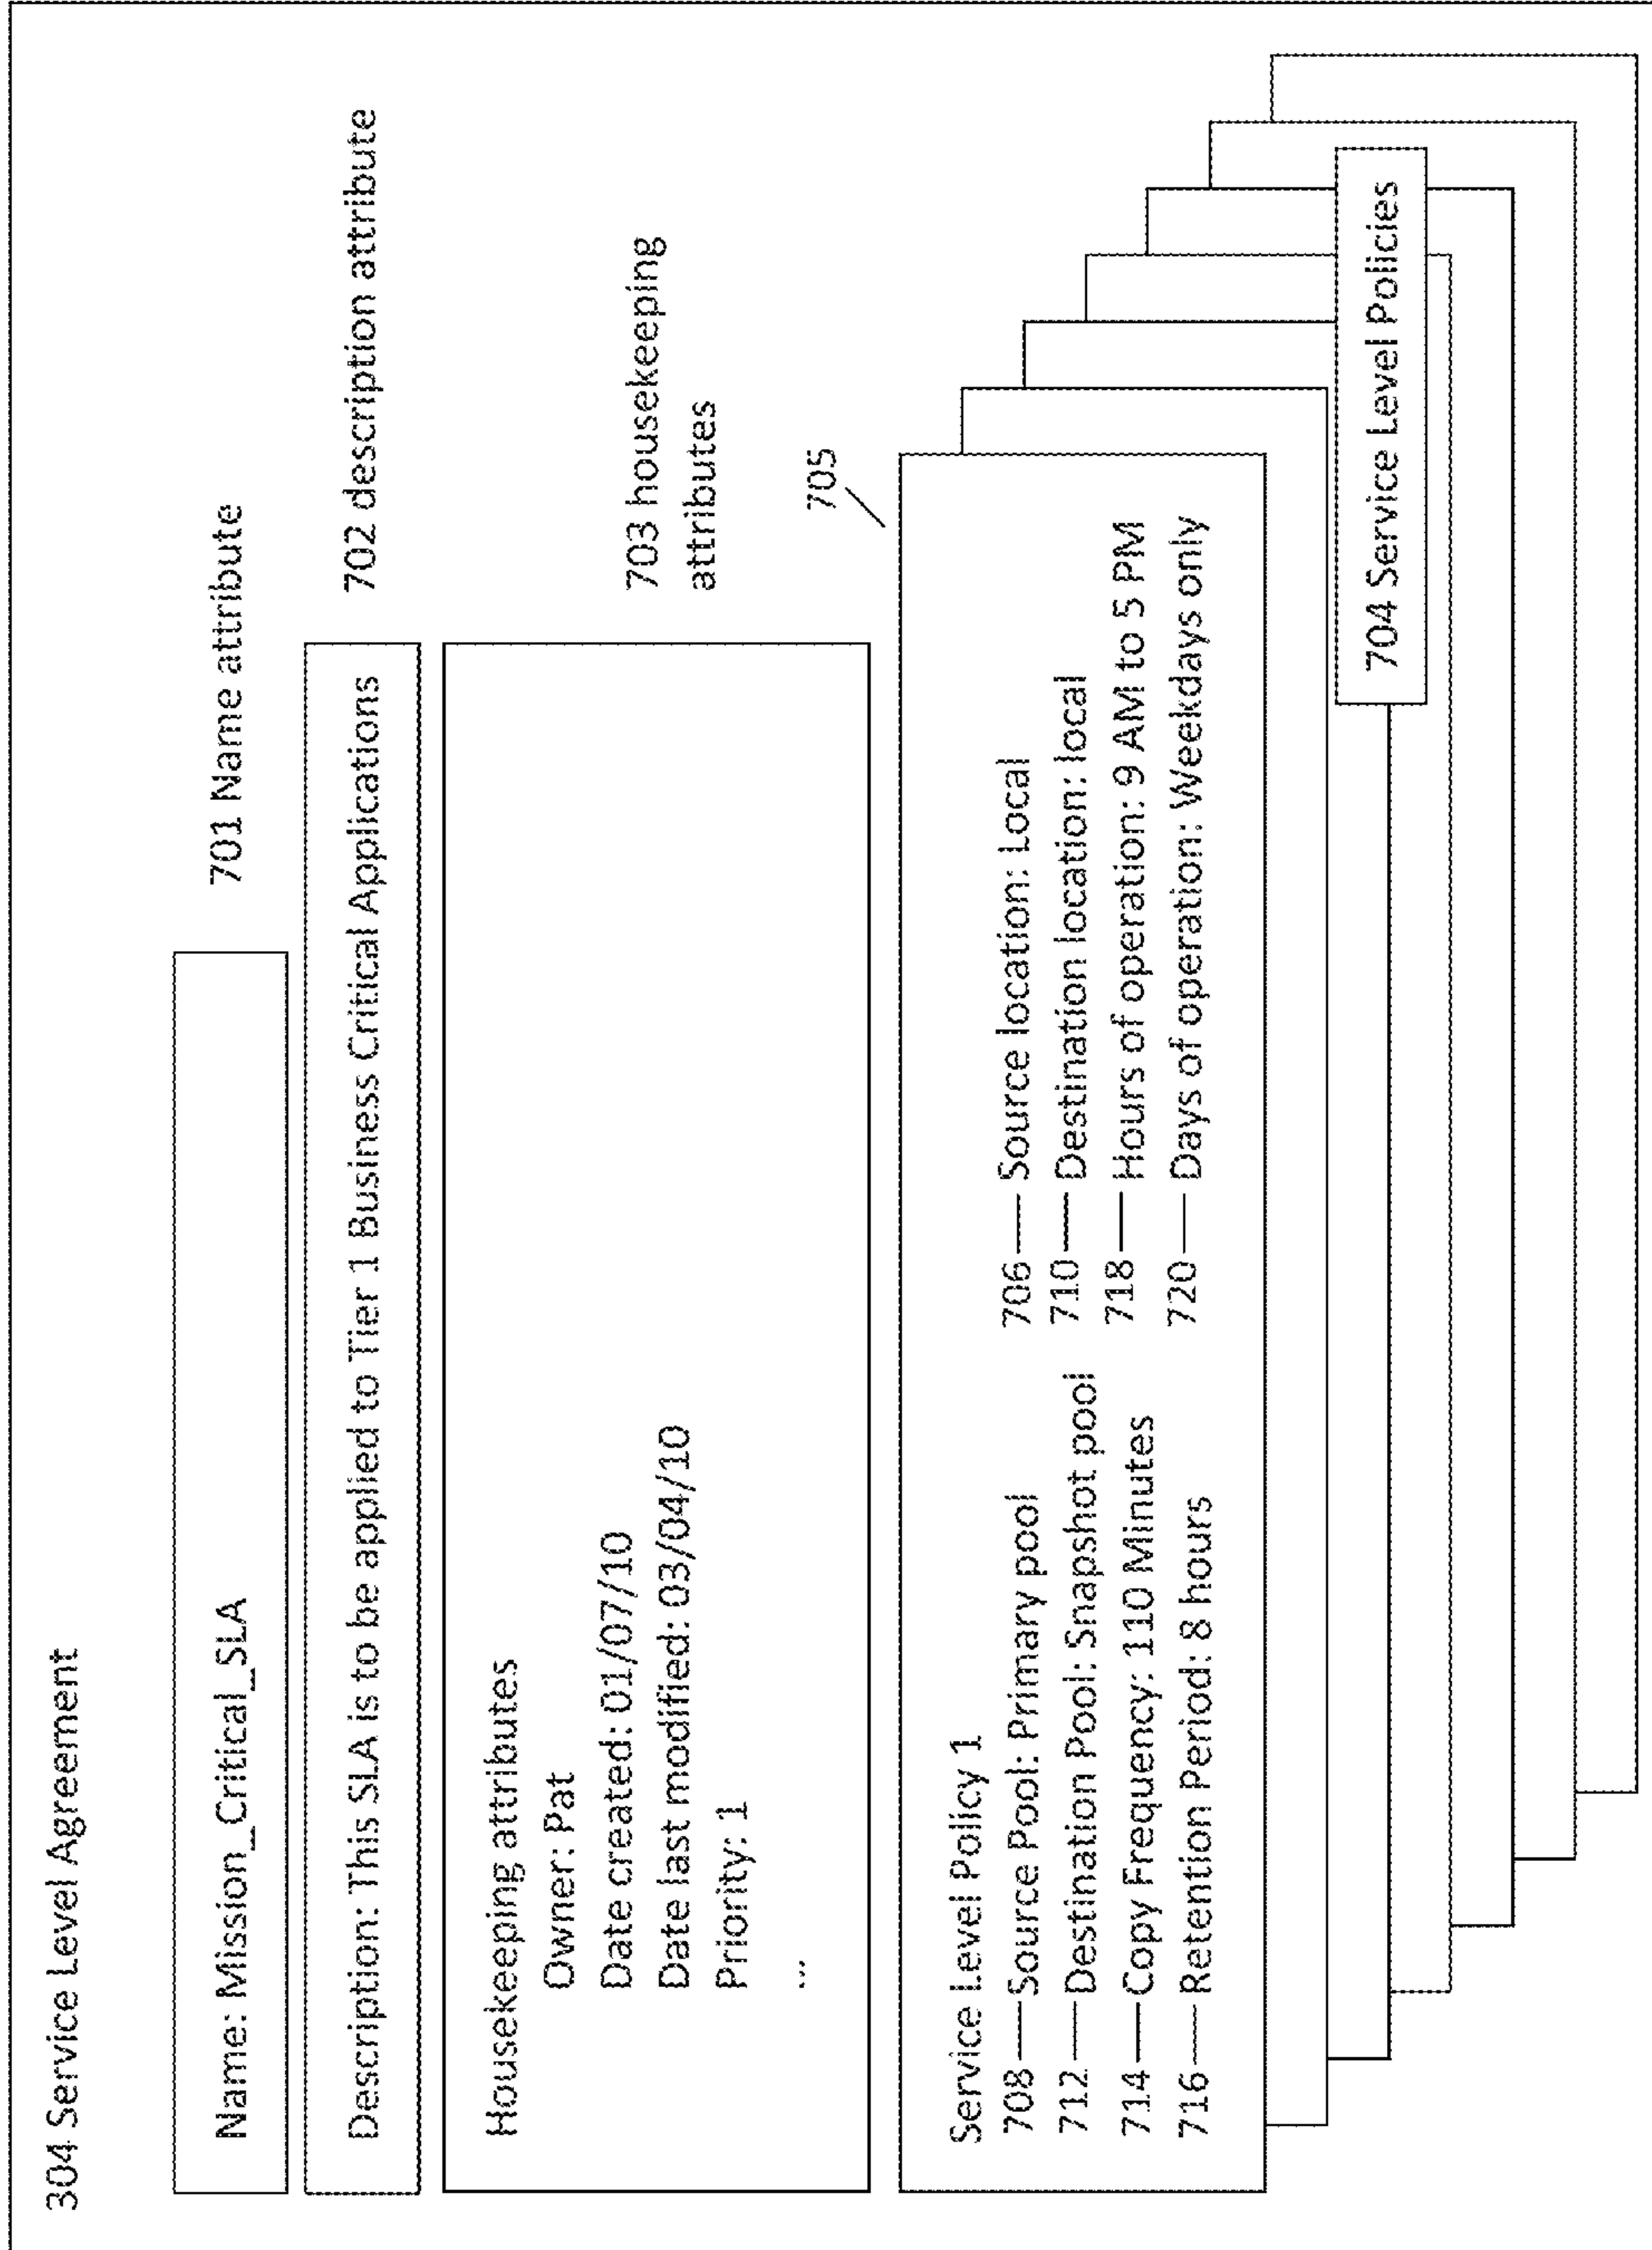 304 Service Level Agreement
701 Name attribute
Name: Mission_Critical_SLA
702 description attribute
Description: This SLA is to be applied to Tier 1 Business Critical Applications
703 housekeeping
attributes
Housekeeping attributes
Owner: Pat
Date created: 01/07/10
Date last modified: 03/04/10
Priority: 1
...
705
Service Level Policy 1
708 Source Pool: Primary pool
712 Destination Pool: Snapshot pool
714 Copy Frequency: 110 Minutes
716 Retention Period: 8 hours
706 Source location: Local
710 Destination location: local
718 Hours of operation: 9 AM to 5 PM
720 Days of operation: Weekdays only
704 Service Level Policies